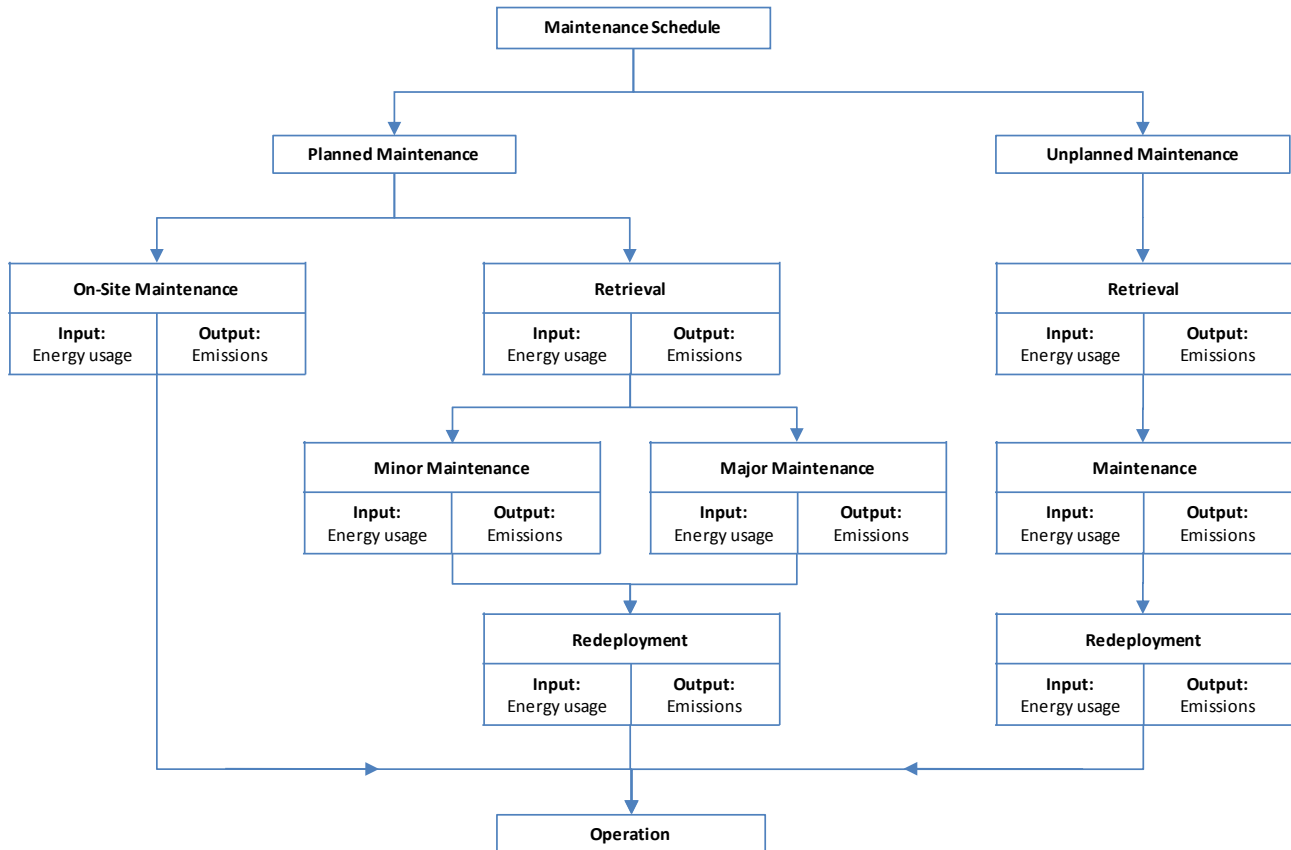 Maintenance Schedule
Planned Maintenance
Unplanned Maintenance
On-Site Maintenance
Input:
Energy usage
Output:
Emissions
Retrieval
Input:
Energy usage
Output:
Emissions
Retrieval
Input:
Energy usage
Output:
Emissions
Minor Maintenance
Input:
Energy usage
Output:
Emissions
Major Maintenance
Input:
Energy usage
Output:
Emissions
Maintenance
Input:
Energy usage
Output:
Emissions
Redeployment
Input:
Energy usage
Output:
Emissions
Redeployment
Input:
Energy usage
Output:
Emissions
Operation